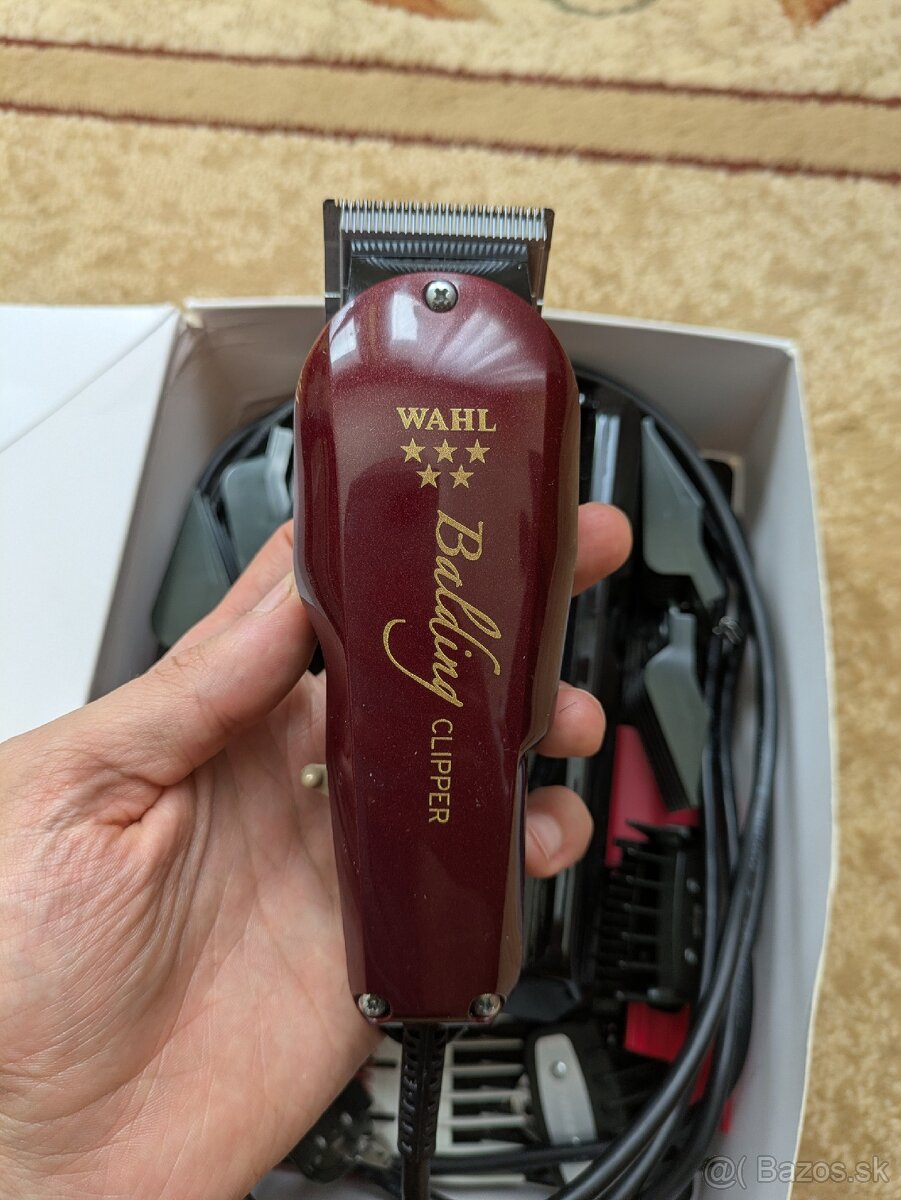 WAHL
Balding CLIPPER
@( Bazos.sk